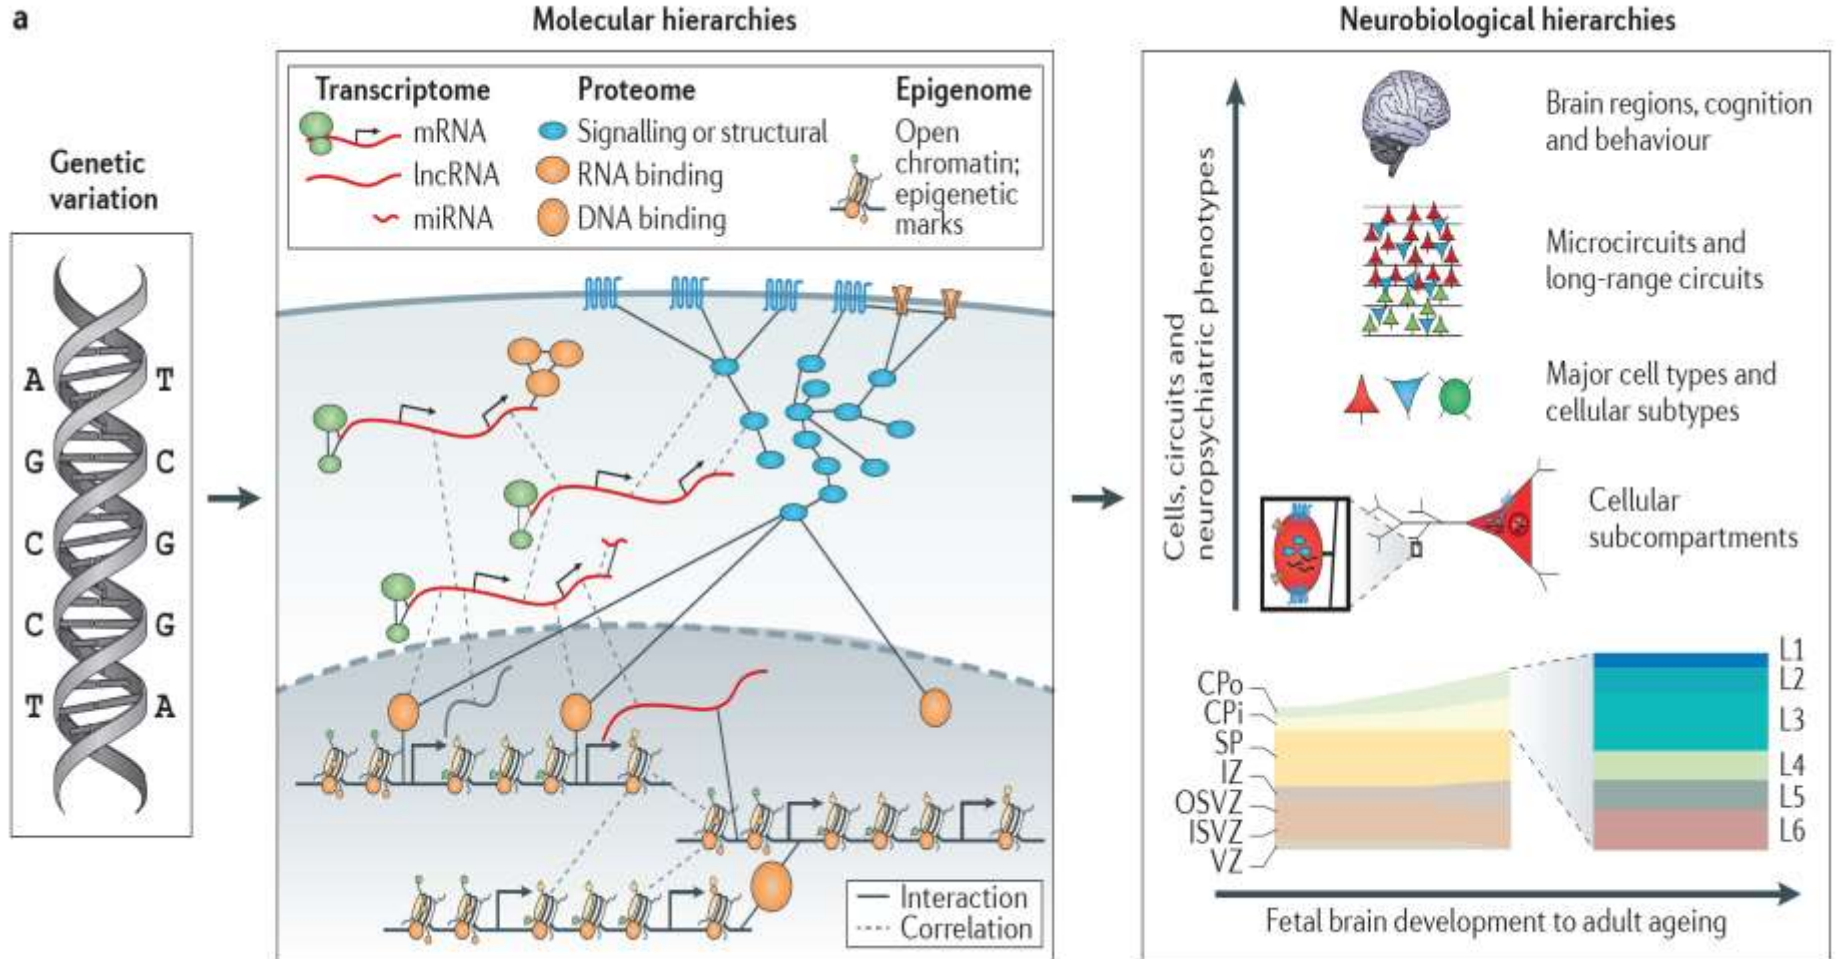 a
Molecular hierarchies
Neurobiological hierarchies
Genetic
variation
A T
G C
C G
C G
T A
Transcriptome
mRNA
lncRNA
miRNA
Proteome
Signalling or structural
RNA binding
DNA binding
Epigenome
Open
chromatin;
epigenetic
marks
Interaction
Correlation
Cells, circuits and
neuropsychiatric phenotypes
Brain regions, cognition
and behaviour
Microcircuits and
long-range circuits
Major cell types and
cellular subtypes
Cellular
subcompartments
CPo
CPi
SP
IZ
OSVZ
ISVZ
VZ
L1
L2
L3
L4
L5
L6
Fetal brain development to adult ageing